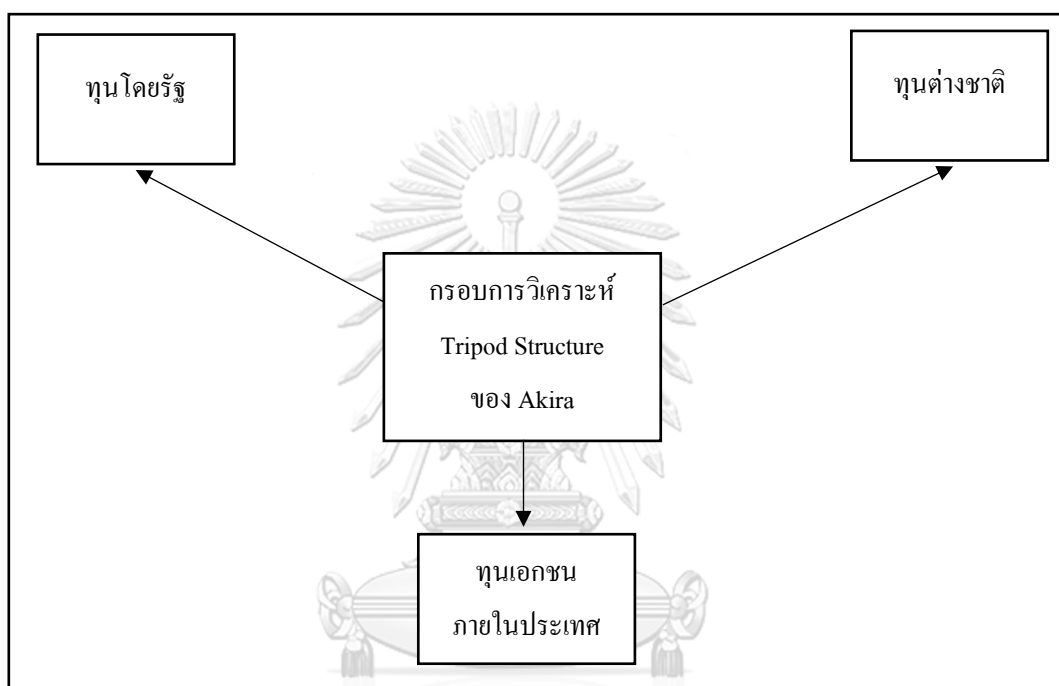 ทุนโดยรัฐ
ทุนต่างชาติ
กรอบการวิเคราะห์
Tripod Structure
ของ Akira
ทุนเอกชน
ภายในประเทศ